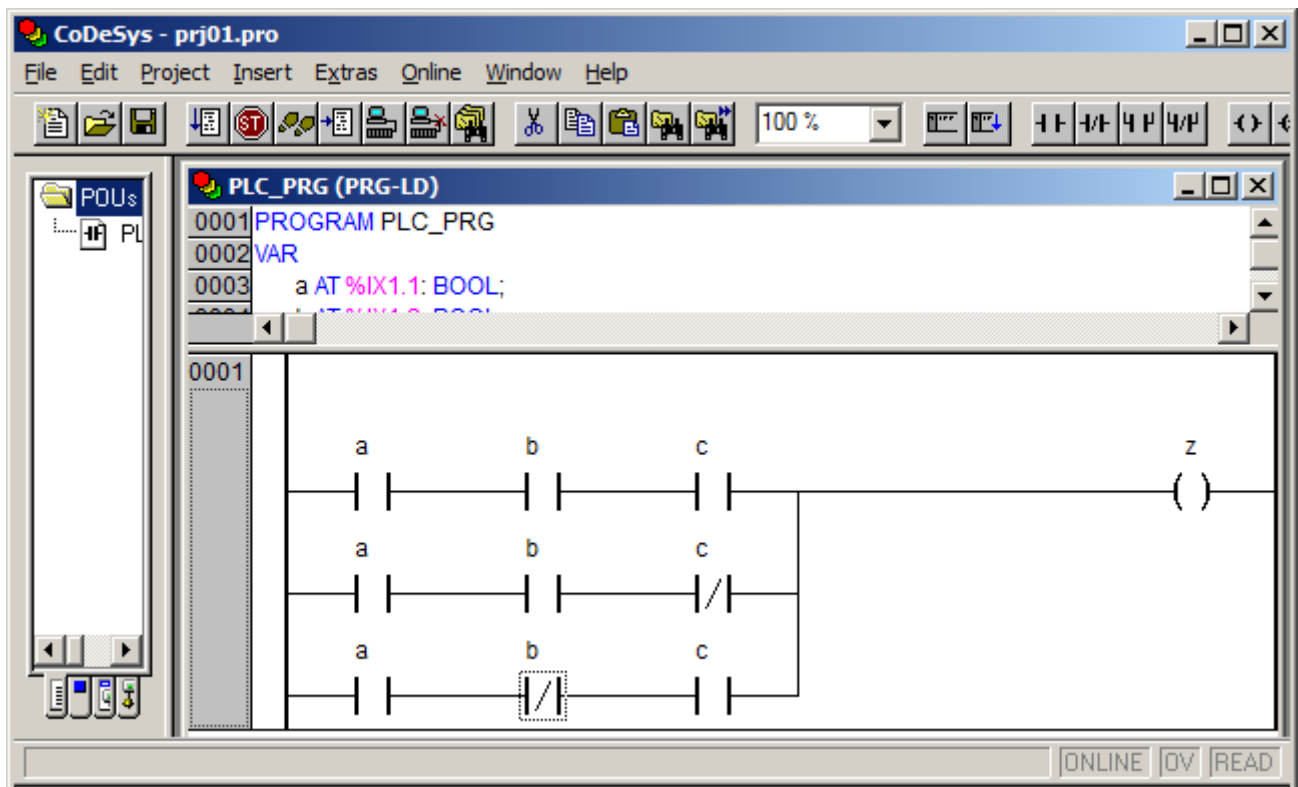 CoDeSys - prj01.pro
File Edit Project Insert Extras Online Window Help
ST 100 %
POUs
PL
PLC_PRG (PRG-LD)
0001 PROGRAM PLC_PRG
0002 VAR
0003 a AT %IX1.1: BOOL;
0001
a b c z
a b c
a b c
ONLINE OV READ